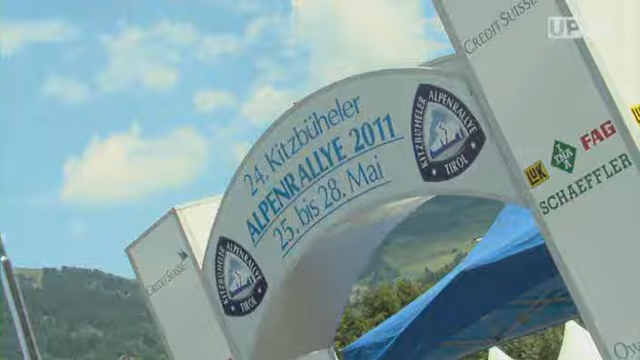 CREDIT SUISSE
UP
24. Kitzbüheler
ALPENRALLYE 2011
25. bis 28. Mai
KITZBÜHELER ALPENRALLYE
TIROL
LUK
INA
FAG
SCHAEFFLER
CREDIT SUISSE
KITZBÜHELER ALPENRALLYE
TIROL